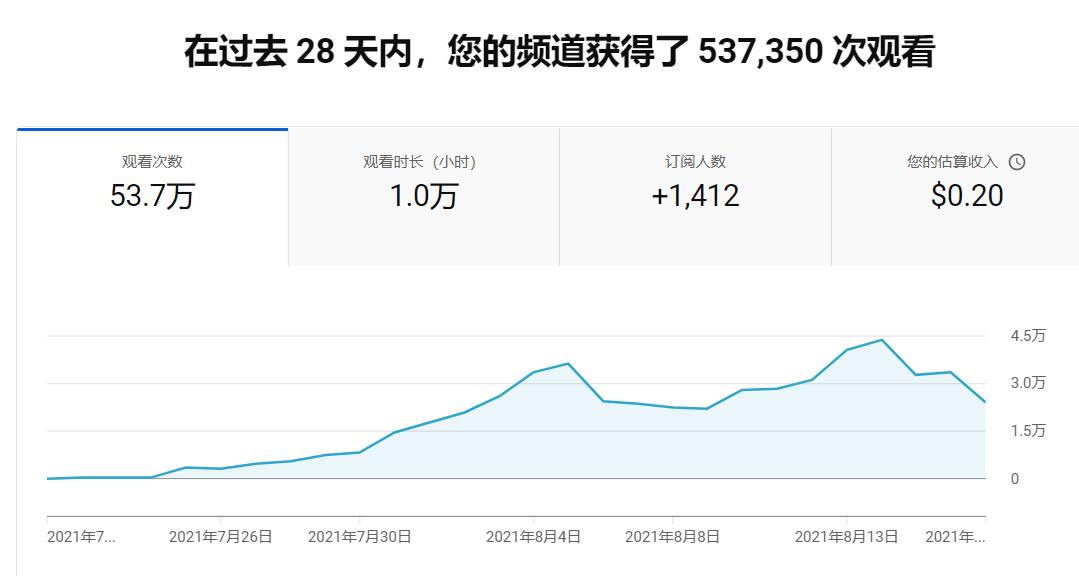 在过去 28 天内，您的频道获得了 537,350 次观看
观看次数
53.7万
观看时长（小时）
1.0万
订阅人数
+1,412
您的估算收入
$0.20
4.5万
3.0万
1.5万
0
2021年7...
2021年7月26日
2021年7月30日
2021年8月4日
2021年8月8日
2021年8月13日
2021年...